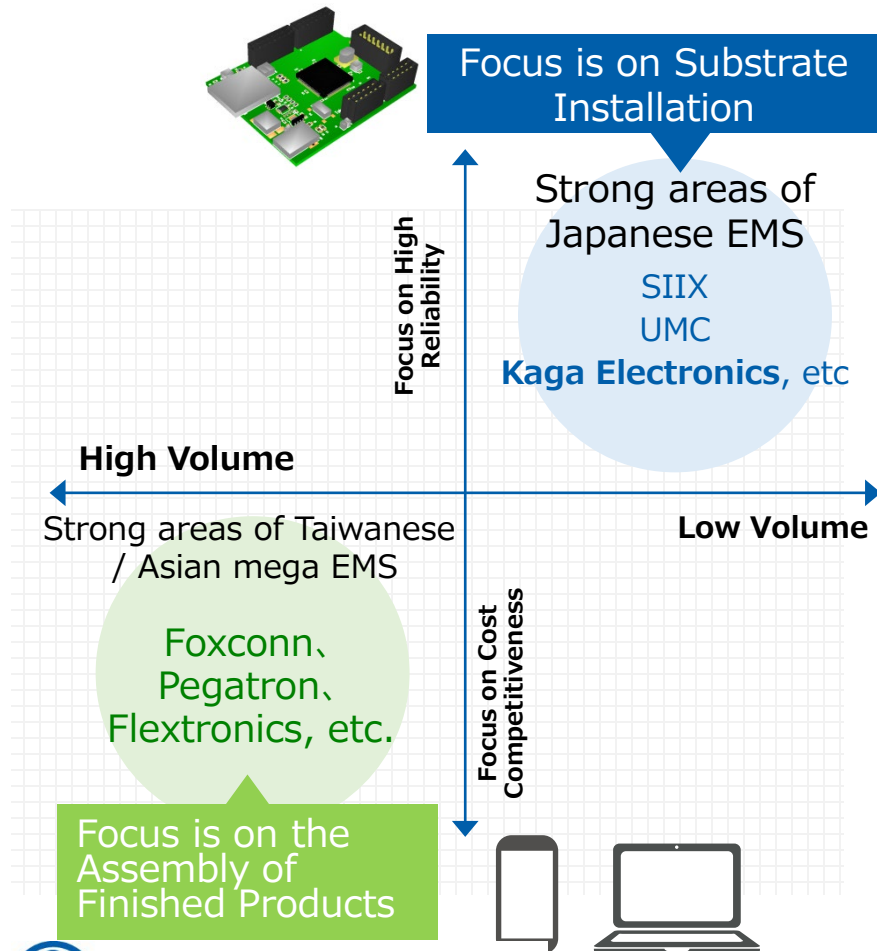 Focus is on Substrate
Installation
Strong areas of
Japanese EMS
SIIX
UMC
Kaga Electronics, etc
Focus on High
Reliability
High Volume
Low Volume
Strong areas of Taiwanese
/ Asian mega EMS
Foxconn、
Pegatron、
Flextronics, etc.
Focus on Cost
Competitiveness
Focus is on the
Assembly of
Finished Products